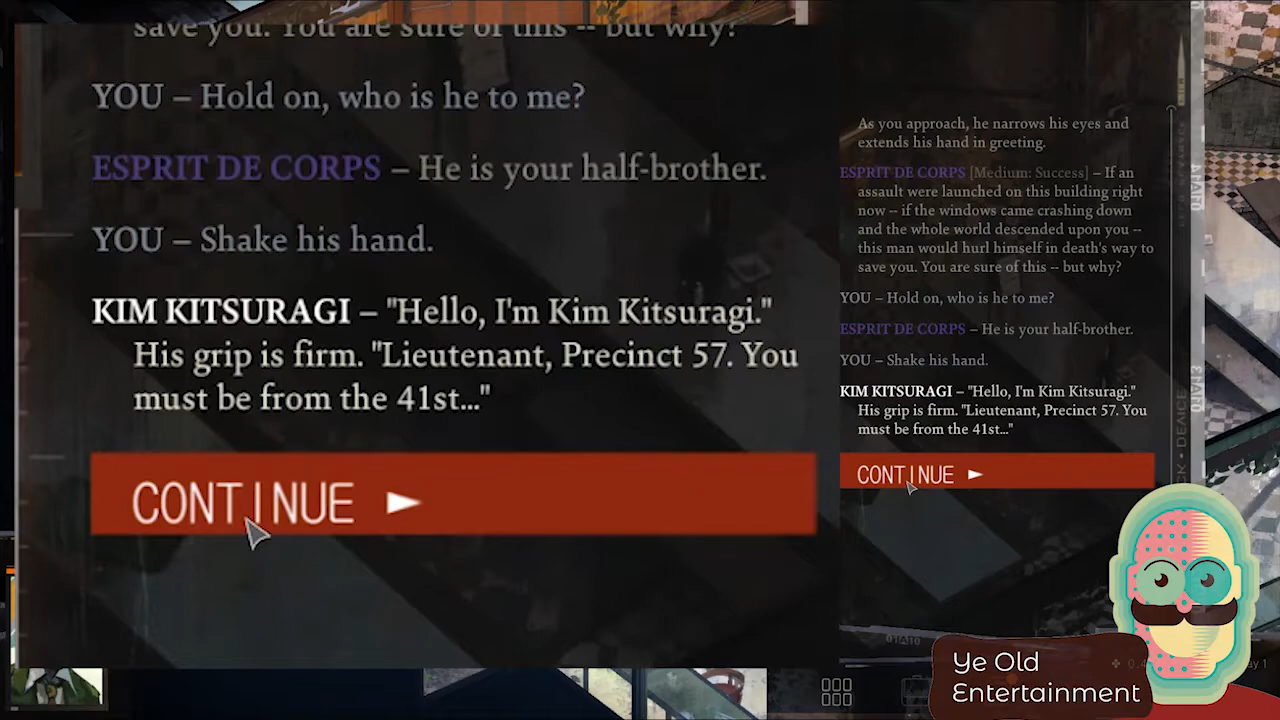 save you. You are sure of this -- but why?
YOU – Hold on, who is he to me?
ESPRIT DE CORPS – He is your half-brother.
YOU – Shake his hand.
KIM KITSURAGI – "Hello, I'm Kim Kitsuragi."
His grip is firm. "Lieutenant, Precinct 57. You
must be from the 41st..."
CONTINUE
As you approach, he narrows his eyes and
extends his hand in greeting.
ESPRIT DE CORPS [Medium: Success] – If an
assault were launched on this building right
now -- if the windows came crashing down
and the whole world descended upon you --
this man would hurl himself in death's way to
save you. You are sure of this -- but why?
YOU – Hold on, who is he to me?
ESPRIT DE CORPS – He is your half-brother.
YOU – Shake his hand.
KIM KITSURAGI – "Hello, I'm Kim Kitsuragi."
His grip is firm. "Lieutenant, Precinct 57. You
must be from the 41st..."
CONTINUE
Ye Old
Entertainment